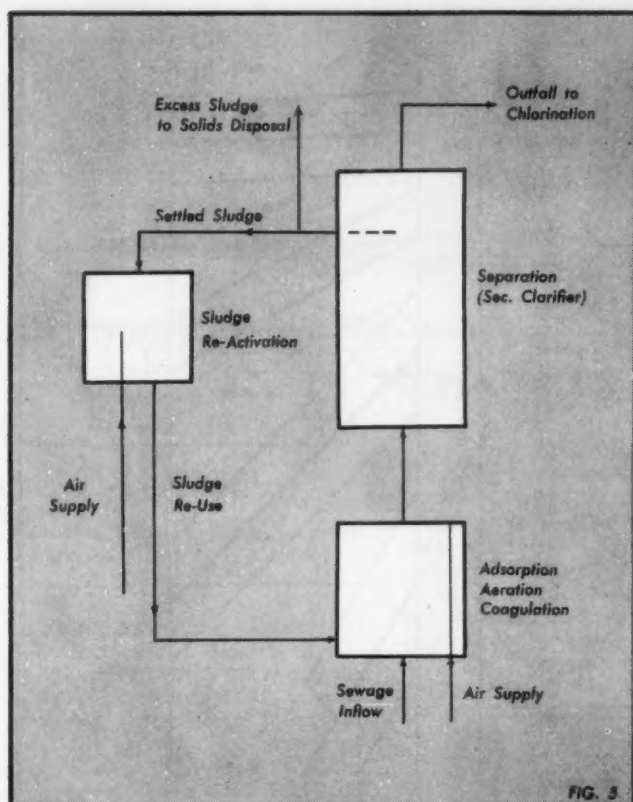 Excess Sludge
to Solids Disposal
Outfall to
Chlorination
Settled Sludge
Separation
(Sec. Clarifier)
Sludge
Re-Activation
Air
Supply
Sludge
Re-Use
Adsorption
Aeration
Coagulation
Sewage
Inflow
Air Supply
FIG. 5